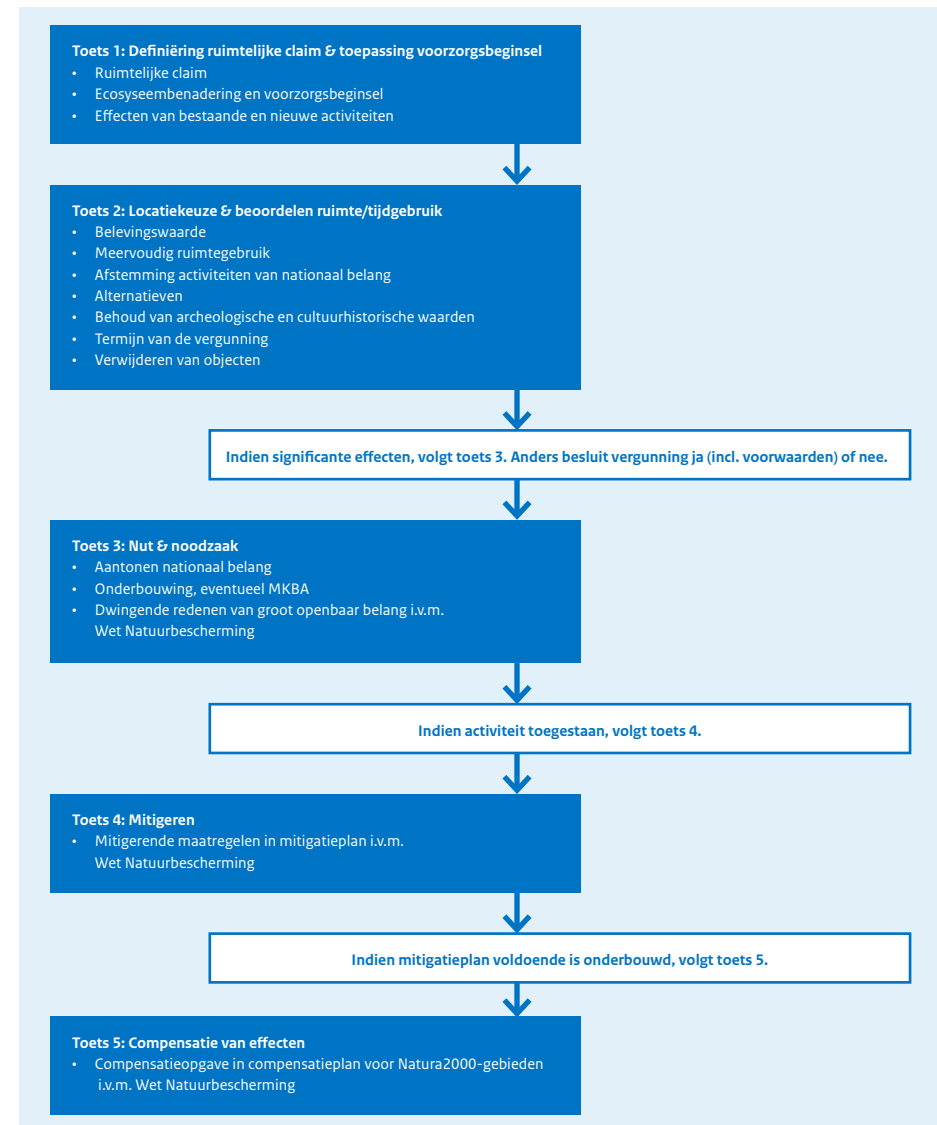 Toets 1: Definiëring ruimtelijke claim & toepassing voorzorgsbeginsel
• Ruimtelijke claim
• Ecosyseembenadering en voorzorgsbeginsel
• Effecten van bestaande en nieuwe activiteiten
Toets 2: Locatiekeuze & beoordelen ruimte/tijdgebruik
• Belevingswaarde
• Meervoudig ruimtegebruik
• Afstemming activiteiten van nationaal belang
• Alternatieven
• Behoud van archeologische en cultuurhistorische waarden
• Termijn van de vergunning
• Verwijderen van objecten
Indien significante effecten, volgt toets 3. Anders besluit vergunning ja (incl. voorwaarden) of nee.
Toets 3: Nut & noodzaak
• Aantonen nationaal belang
• Onderbouwing, eventueel MKBA
• Dwingende redenen van groot openbaar belang i.v.m.
Wet Natuurbescherming
Indien activiteit toegestaan, volgt toets 4.
Toets 4: Mitigeren
• Mitigerende maatregelen in mitigatieplan i.v.m.
Wet Natuurbescherming
Indien mitigatieplan voldoende is onderbouwd, volgt toets 5.
Toets 5: Compensatie van effecten
• Compensatieopgave in compensatieplan voor Natura2000-gebieden
i.v.m. Wet Natuurbescherming